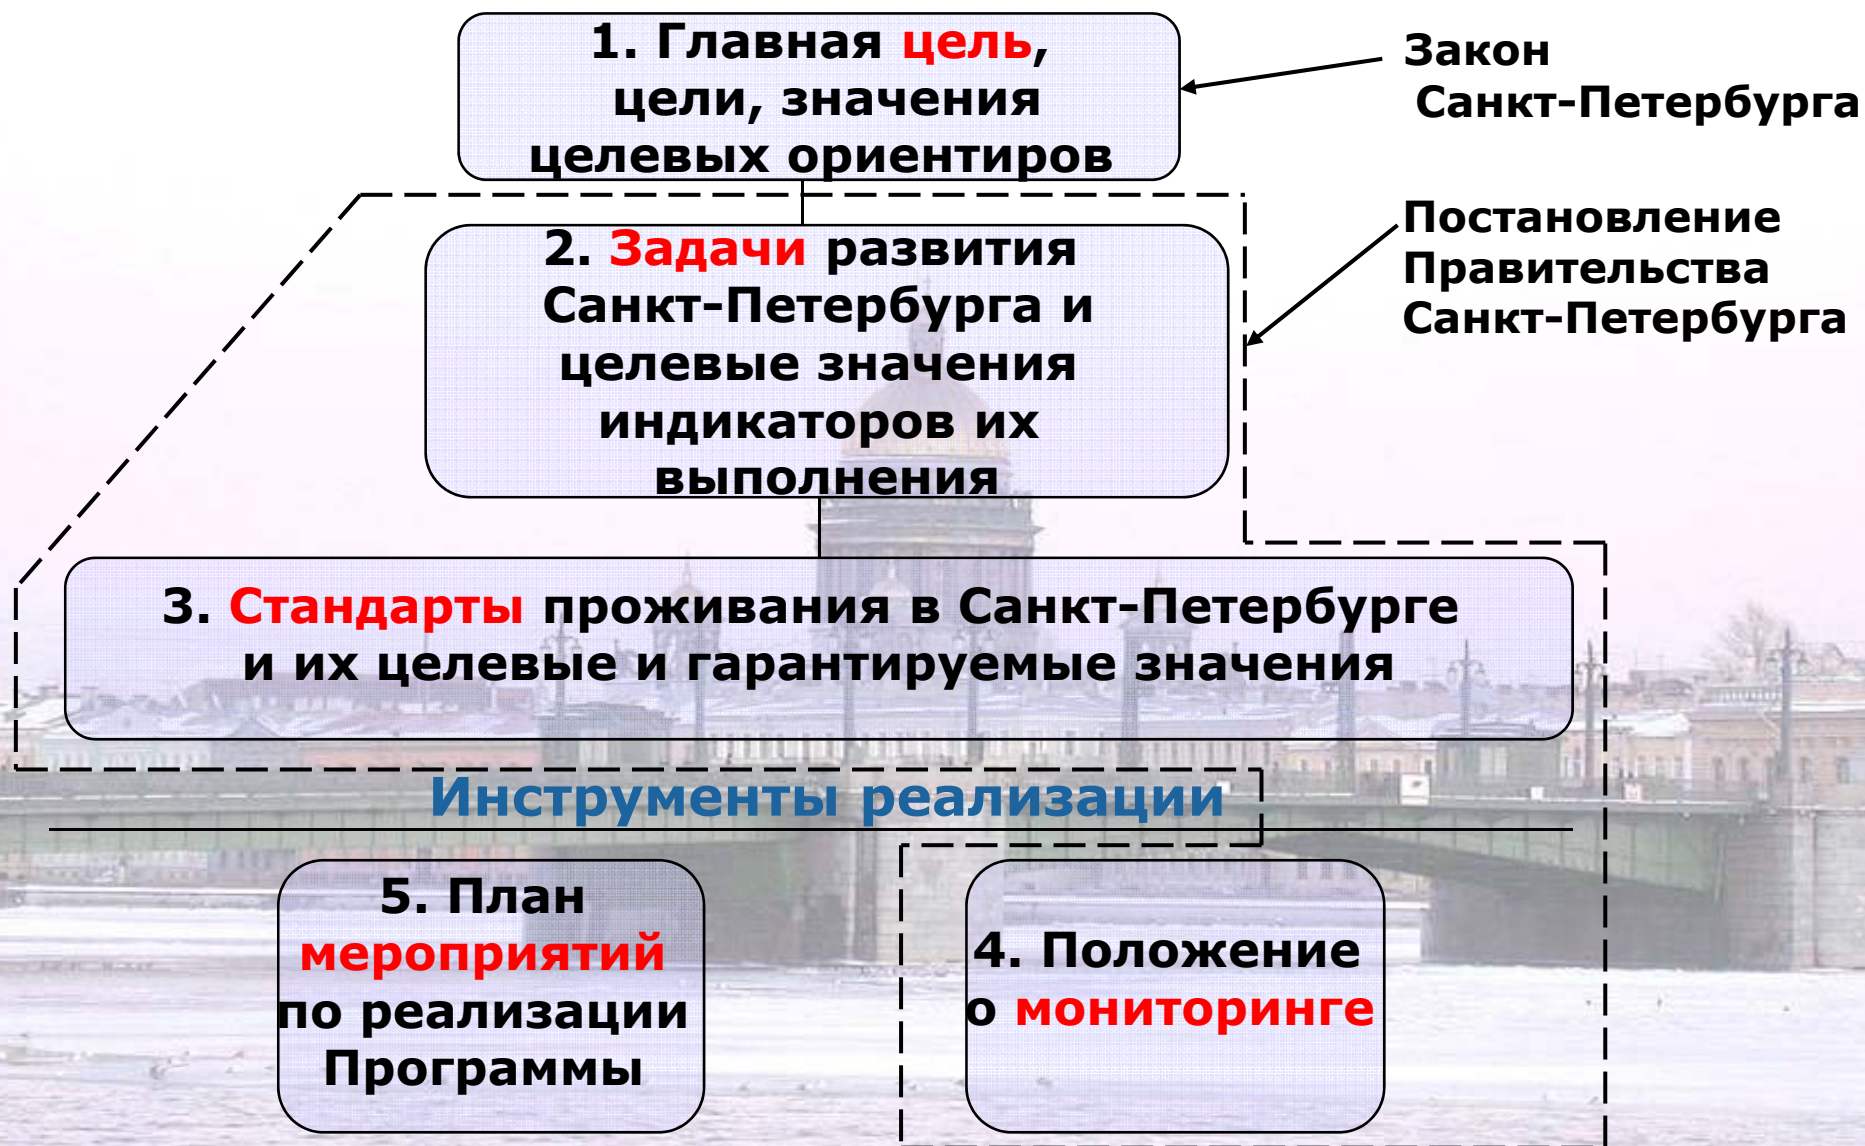 1. Главная цель,
цели, значения
целевых ориентиров
Закон
Санкт-Петербурга
Постановление
Правительства
Санкт-Петербурга
2. Задачи развития
Санкт-Петербурга и
целевые значения
индикаторов их
выполнения
3. Стандарты проживания в Санкт-Петербурге
и их целевые и гарантируемые значения
Инструменты реализации
5. План
мероприятий
по реализации
Программы
4. Положение
о мониторинге